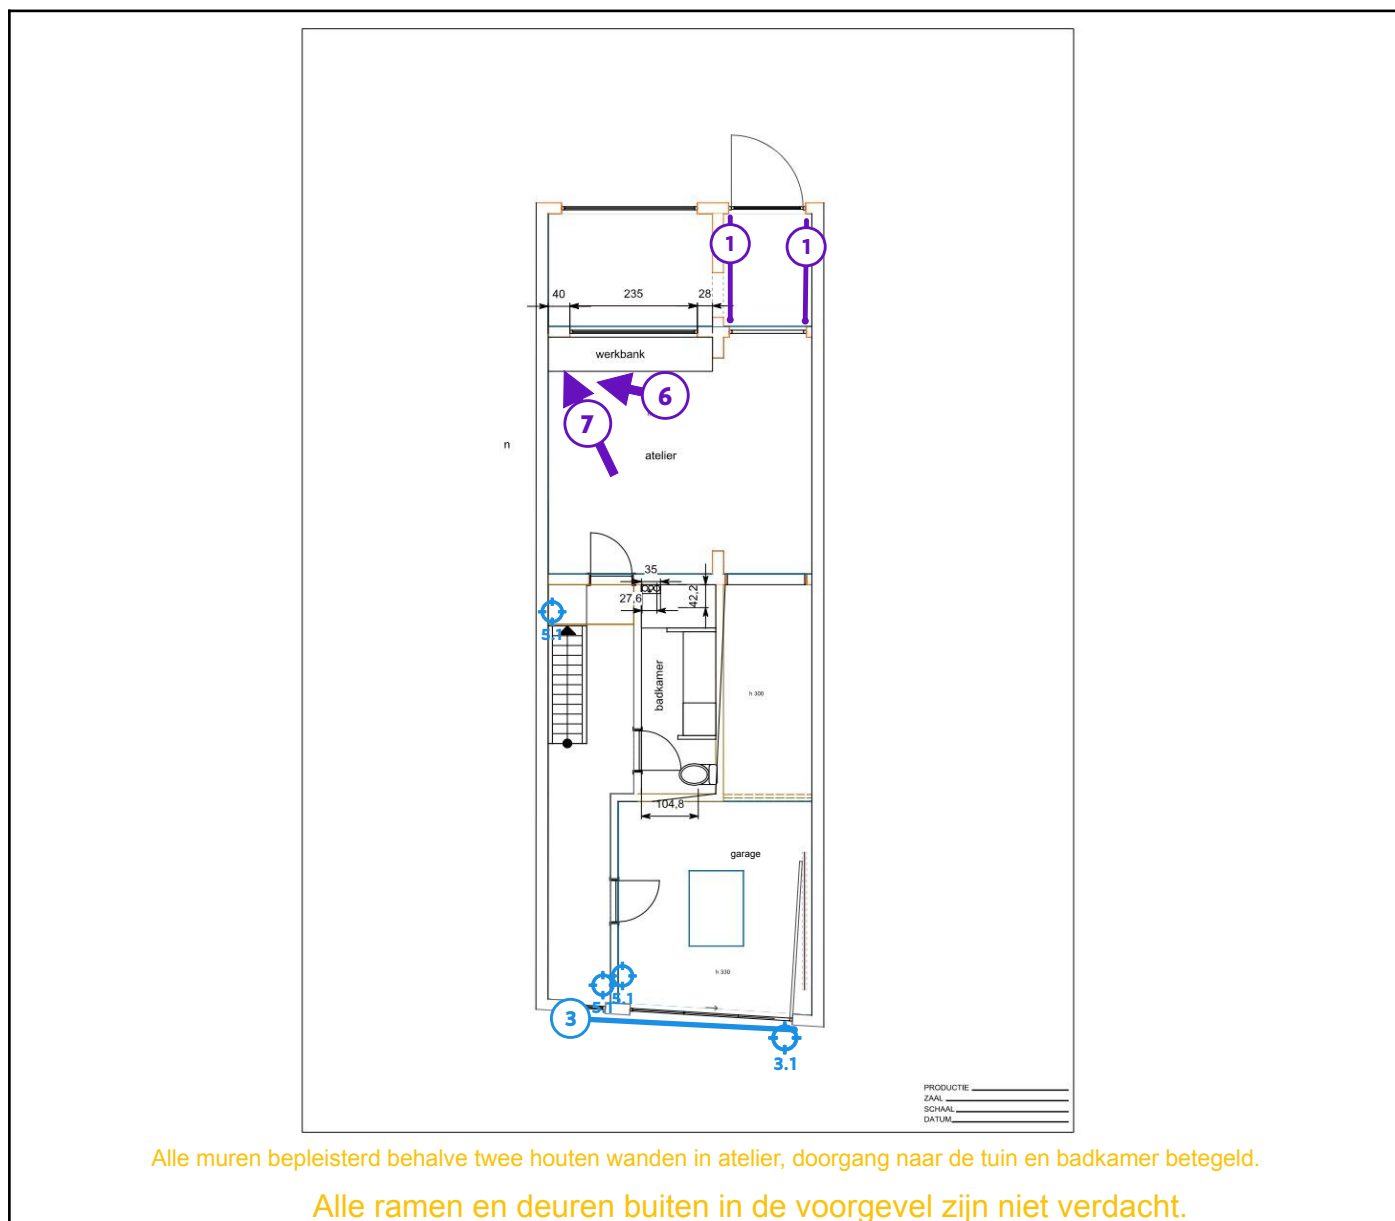 1
1
40
235
28
werkbank
6
7
n
atelier
35
27,6
42,2
5.1
badkamer
h 300
104,8
garage
h 330
5.1
5.1
3
3.1
PRODUCTIE
ZAAL
SCHAAL
DATUM
Alle muren bepleisterd behalve twee houten wanden in atelier, doorgang naar de tuin en badkamer betegeld.
Alle ramen en deuren buiten in de voorgevel zijn niet verdacht.